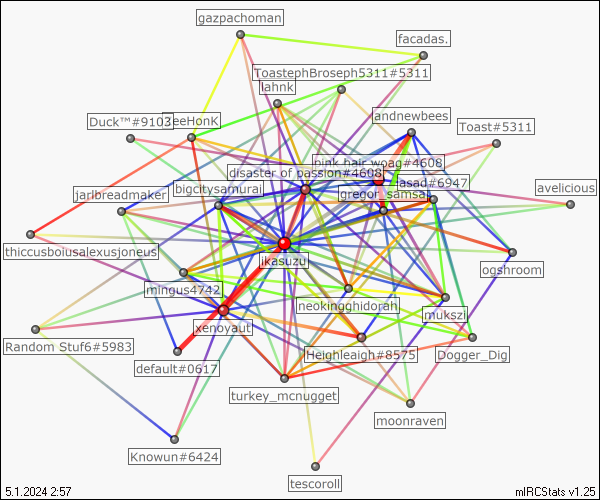 gazpachoman
facadas.
ToastephBroseph5311#5311
lahnk
andnewbees
Duck™#9103
eeHonK
Toast#5311
pink hair woag#4608
disaster of passion#4608
asad#6947
bigcitysamurai
gregor_samsa
jarlbreadmaker
avelicious
thiccusboiusalexusjoneus
ikasuzu
ogshroom
mingus4742
neokingghidorah
mukszi
xenoyaut
Random Stuf6#5983
Heighleaigh#8575
Dogger_Dig
default#0617
turkey_mcnugget
moonraven
Knowun#6424
tescoroll
5.1.2024 2:57
mIRCStats v1.25